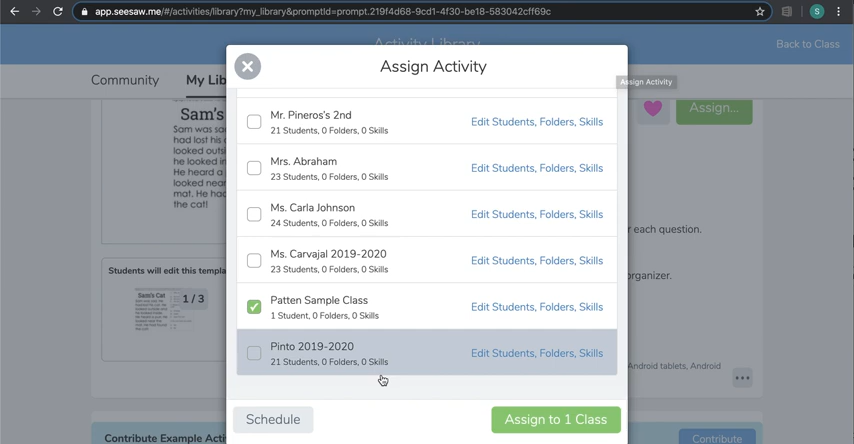 app.seesaw.me/#/activities/library?my_library&promptId=prompt.219f4d68-9cd1-4f30-be18-583042cff69c
S
Activity Library
Back to Class
Community
My Lib
Assign Activity
Assign Activity
Assign...
Sam's
Sam was sa
had lost his
looked outsi
he looked in
He heard a
looked near
mat. He had
the cat!
Mr. Pineros's 2nd
21 Students, 0 Folders, 0 Skills
Edit Students, Folders, Skills
Mrs. Abraham
23 Students, 0 Folders, 0 Skills
Edit Students, Folders, Skills
Ms. Carla Johnson
24 Students, 0 Folders, 0 Skills
Edit Students, Folders, Skills
r each question.
Ms. Carvajal 2019-2020
23 Students, 0 Folders, 0 Skills
Edit Students, Folders, Skills
Students will edit this templa
organizer.
Sam's Cat
1 / 3
Patten Sample Class
1 Student, 0 Folders, 0 Skills
Edit Students, Folders, Skills
Pinto 2019-2020
21 Students, 0 Folders, 0 Skills
Edit Students, Folders, Skills
Android tablets, Android
Schedule
Assign to 1 Class
Contribute Example Activ
Contribute